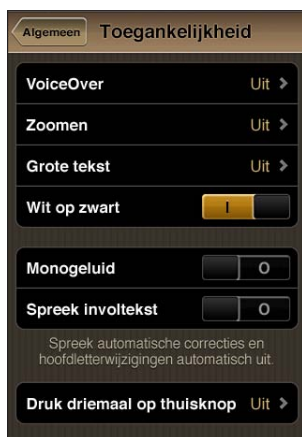 Algemeen Toegankelijkheid
VoiceOver Uit
Zoomen Uit
Grote tekst Uit
Wit op zwart I
Monogeluid O
Spreek involtekst O
Spreek automatische correcties en
hoofdletterwijzigingen automatisch uit.
Druk driemaal op thuisknop Uit